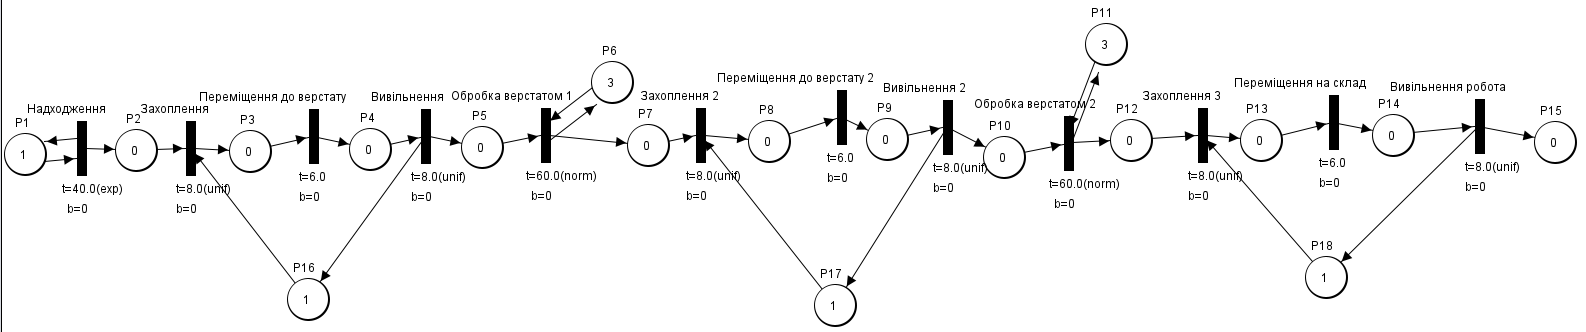 P11
3
P6
3
Надходження
P1
1
t=40.0(exp)
b=0
P2
0
Захоплення
t=8.0(unif)
b=0
P3
0
Переміщення до верстату
t=6.0
b=0
P4
0
Вивільнення
t=8.0(unif)
b=0
P5
0
Обробка верстатом 1
t=60.0(norm)
b=0
P7
0
Захоплення 2
t=8.0(unif)
b=0
P8
0
Переміщення до верстату 2
t=6.0
b=0
P9
0
Вивільнення 2
t=8.0(unif)
b=0
P10
0
Обробка верстатом 2
t=60.0(norm)
b=0
P12
0
Захоплення 3
t=8.0(unif)
b=0
P13
0
Переміщення на склад
t=6.0
b=0
P14
0
Вивільнення робота
t=8.0(unif)
b=0
P15
0
P16
1
P17
1
P18
1